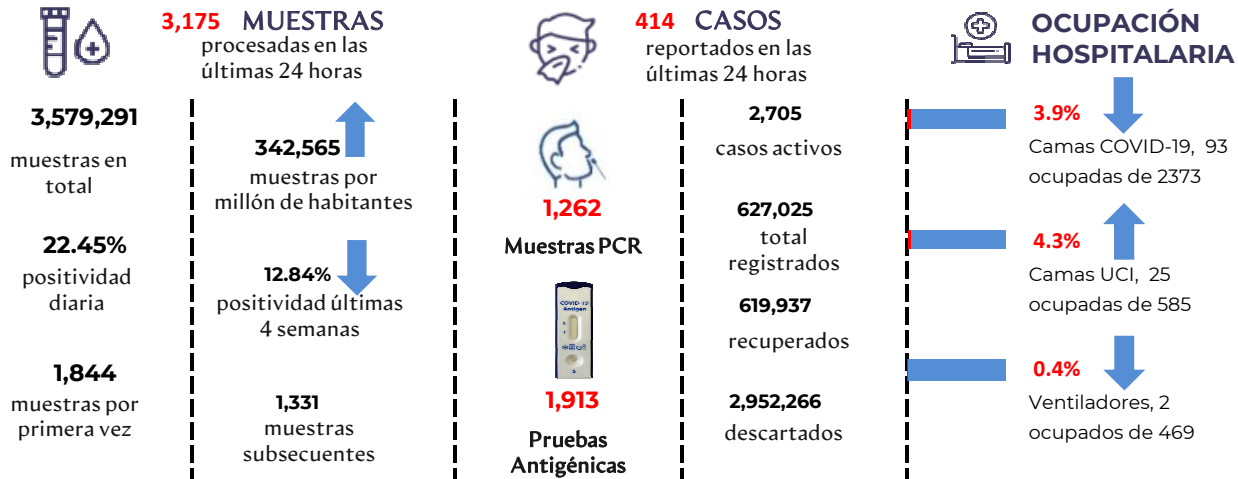 3,175 MUESTRAS
procesadas en las
últimas 24 horas
3,579,291
muestras en
total
22.45%
positividad
diaria
1,844
muestras por
primera vez
342,565
muestras por
millón de habitantes
12.84%
positividad últimas
4 semanas
1,331
muestras
subsecuentes
414 CASOS
reportados en las
últimas 24 horas
1,262
Muestras PCR
COVID-19
Antigen
C
T
S
1,913
Pruebas
Antigénicas
2,705
casos activos
627,025
total
registrados
619,937
recuperados
2,952,266
descartados
OCUPACIÓN
HOSPITALARIA
3.9%
Camas COVID-19, 93
ocupadas de 2373
4.3%
Camas UCI, 25
ocupadas de 585
0.4%
Ventiladores, 2
ocupados de 469